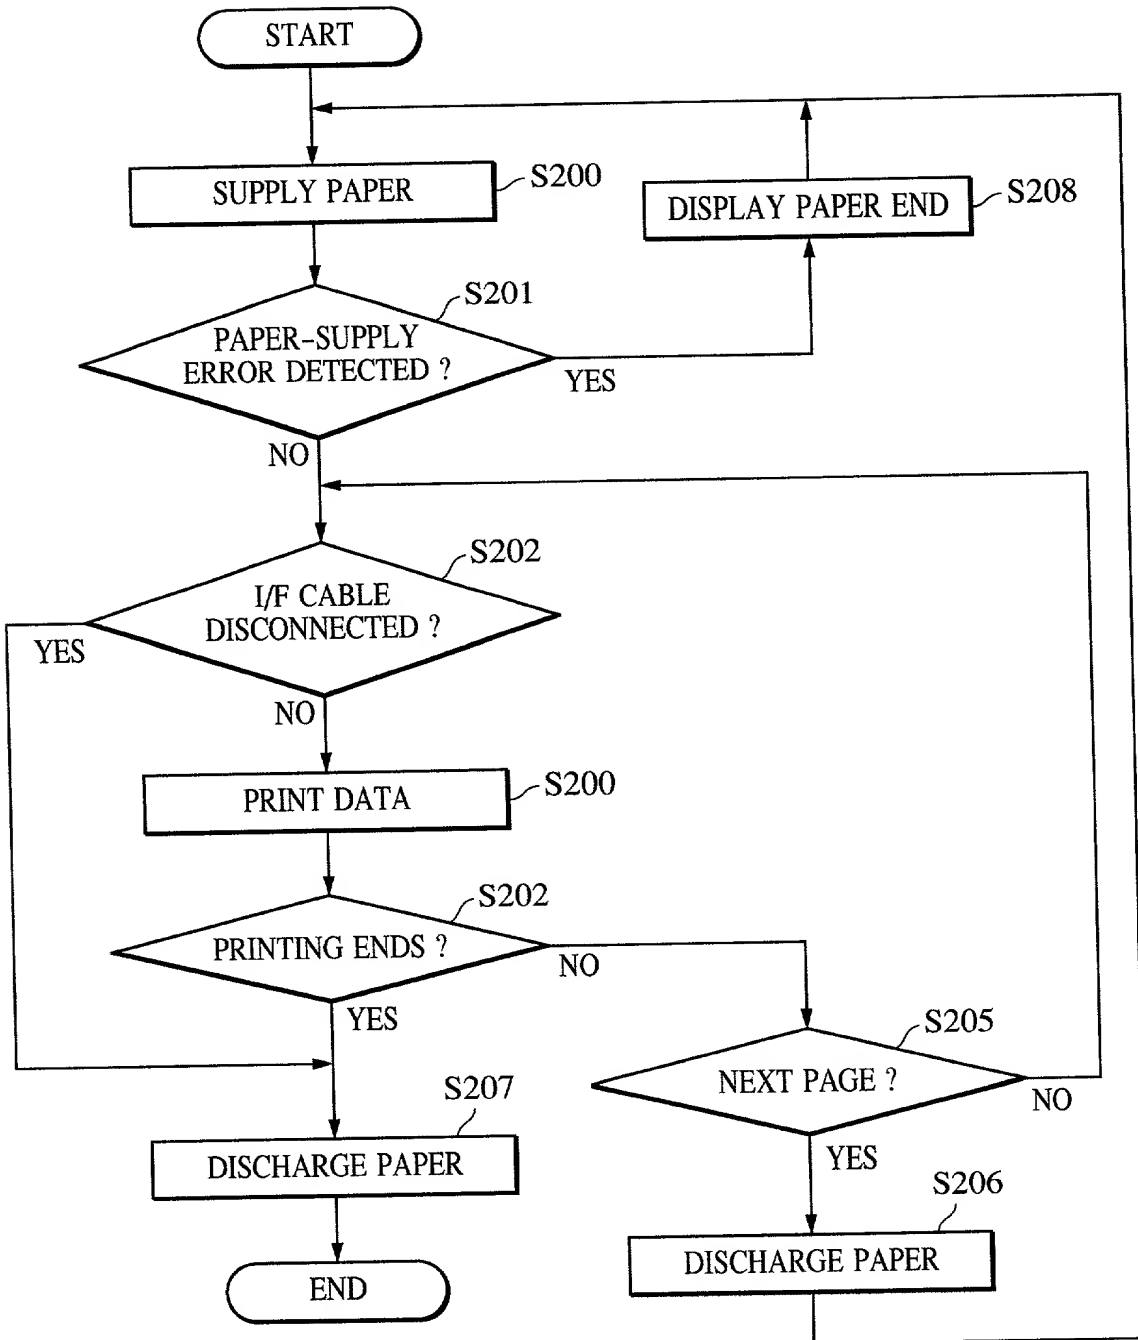 START
SUPPLY PAPER
S200
DISPLAY PAPER END
S208
S201
PAPER-SUPPLY
ERROR DETECTED ?
YES
NO
S202
I/F CABLE
DISCONNECTED ?
YES
NO
PRINT DATA
S200
S202
PRINTING ENDS ?
NO
YES
S205
NEXT PAGE ?
NO
YES
S207
DISCHARGE PAPER
S206
DISCHARGE PAPER
END